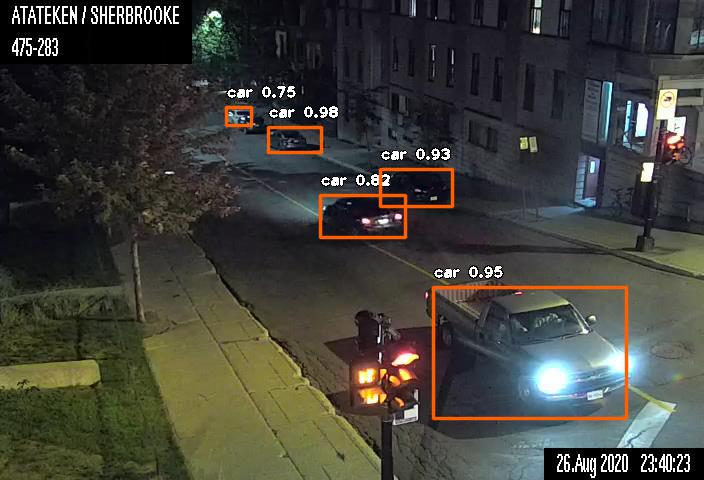 ATATEKEN / SHERBROOKE
475-283
car 0.75
car 0.98
car 0.93
car 0.82
car 0.95
26.Aug 2020 23:40:23